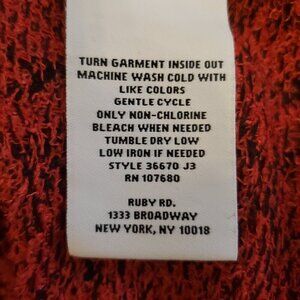 TURN GARMENT INSIDE OUT
MACHINE WASH COLD WITH
LIKE COLORS
GENTLE CYCLE
ONLY NON-CHLORINE
BLEACH WHEN NEEDED
TUMBLE DRY LOW
LOW IRON IF NEEDED
STYLE 36670 J3
RN 107680
RUBY RD.
1333 BROADWAY
NEW YORK, NY 10018